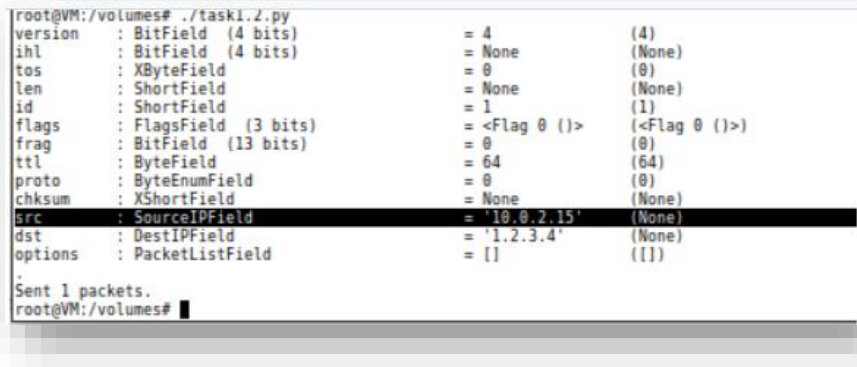 root@VM:/volumes# ./task1.2.py
version : BitField (4 bits) = 4 (4)
ihl : BitField (4 bits) = None (None)
tos : XByteField = 0 (0)
len : ShortField = None (None)
id : ShortField = 1 (1)
flags : FlagsField (3 bits) = <Flag 0 ()> (<Flag 0 ()>)
frag : BitField (13 bits) = 0 (0)
ttl : ByteField = 64 (64)
proto : ByteEnumField = 0 (0)
chksum : XShortField = None (None)
src : SourceIPField = '10.0.2.15' (None)
dst : DestIPField = '1.2.3.4' (None)
options : PacketListField = [] ([])
.
Sent 1 packets.
root@VM:/volumes#